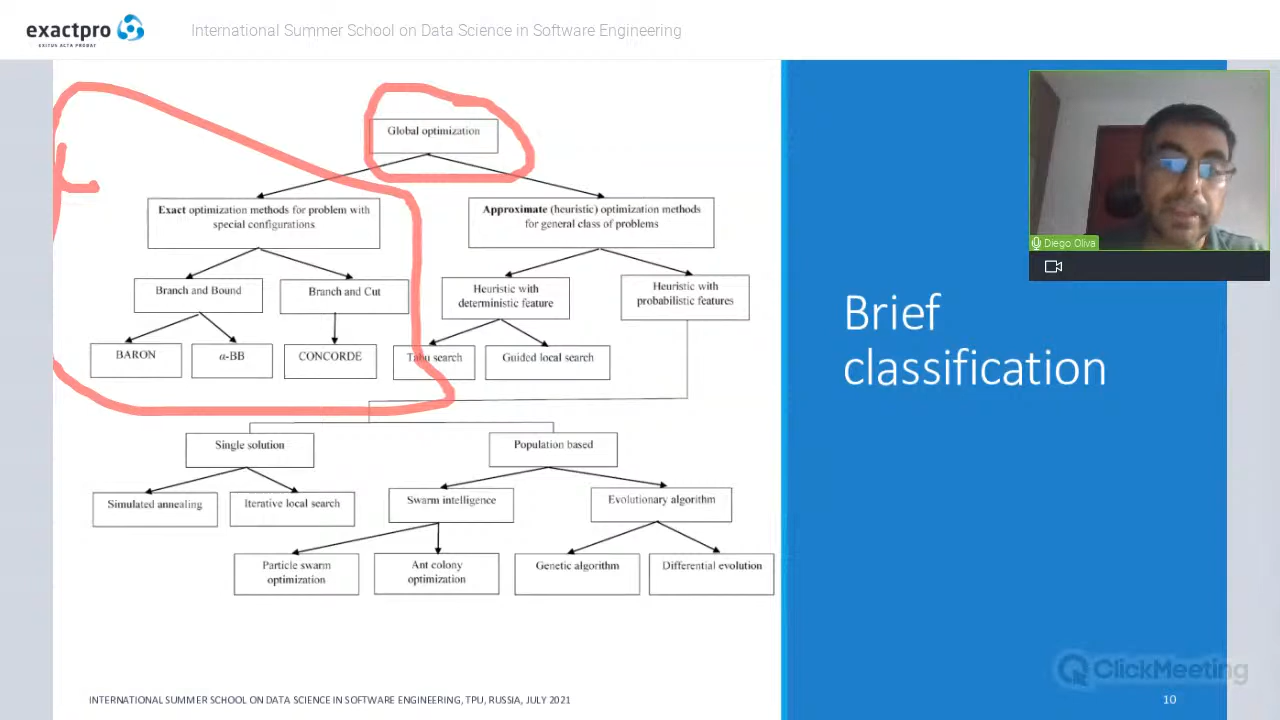 exactpro
EXITUS ACTA PROBAT
International Summer School on Data Science in Software Engineering
Global optimization
Exact optimization methods for problem with
special configurations
Approximate (heuristic) optimization methods
for general class of problems
Branch and Bound
Branch and Cut
Heuristic with
deterministic feature
Heuristic with
probabilistic features
BARON
α-BB
CONCORDE
Tabu search
Guided local search
Single solution
Population based
Simulated annealing
Iterative local search
Swarm intelligence
Evolutionary algorithm
Particle swarm
optimization
Ant colony
optimization
Genetic algorithm
Differential evolution
Diego Oliva
Brief
classification
ClickMeeting
INTERNATIONAL SUMMER SCHOOL ON DATA SCIENCE IN SOFTWARE ENGINEERING, TPU, RUSSIA, JULY 2021
10